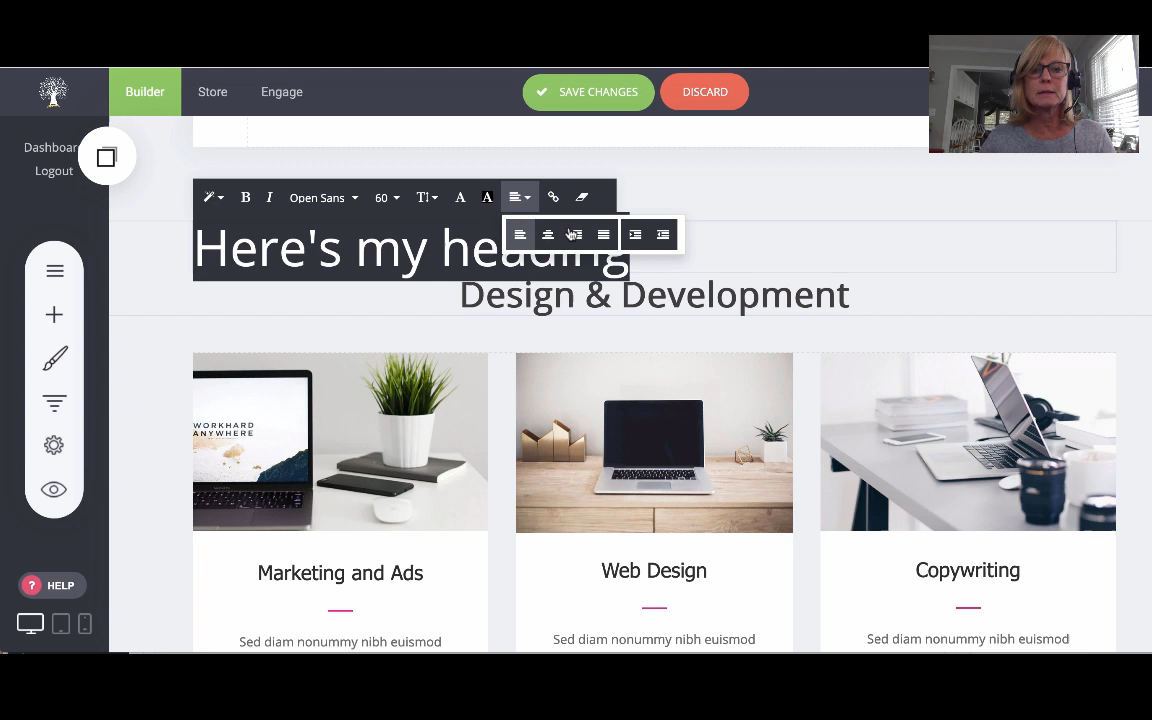 Builder
Store
Engage
SAVE CHANGES
DISCARD
Dashboar
Logout
B
I
Open Sans
60
A
A
Here's my heading
Design & Development
WORKHARD
ANYWHERE
Marketing and Ads
Web Design
Copywriting
Sed diam nonummy nibh euismod
Sed diam nonummy nibh euismod
Sed diam nonummy nibh euismod
? HELP